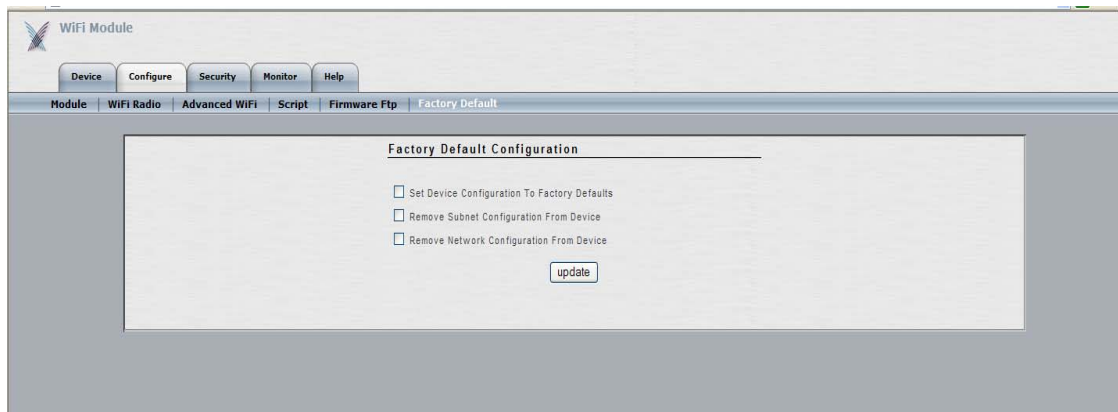 WiFi Module
Device Configure Security Monitor Help
Module | WiFi Radio | Advanced WiFi | Script | Firmware Ftp | Factory Default
Factory Default Configuration
Set Device Configuration To Factory Defaults
Remove Subnet Configuration From Device
Remove Network Configuration From Device
update